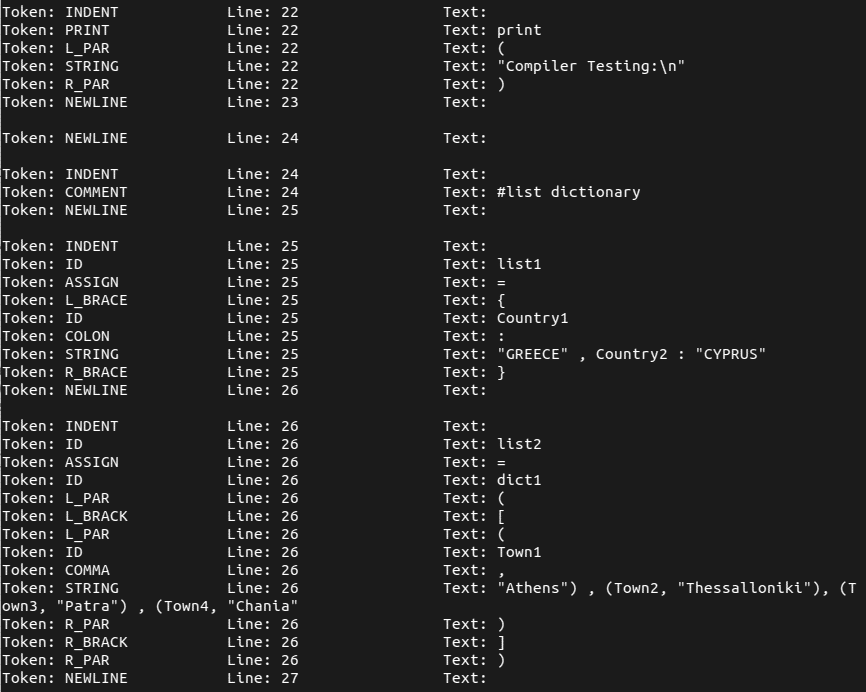 Token: INDENT Line: 22 Text:
Token: PRINT Line: 22 Text: print
Token: L_PAR Line: 22 Text: (
Token: STRING Line: 22 Text: "Compiler Testing:\n"
Token: R_PAR Line: 22 Text: )
Token: NEWLINE Line: 23 Text:
Token: NEWLINE Line: 24 Text:
Token: INDENT Line: 24 Text:
Token: COMMENT Line: 24 Text: #list dictionary
Token: NEWLINE Line: 25 Text:
Token: INDENT Line: 25 Text:
Token: ID Line: 25 Text: list1
Token: ASSIGN Line: 25 Text: =
Token: L_BRACE Line: 25 Text: {
Token: ID Line: 25 Text: Country1
Token: COLON Line: 25 Text: :
Token: STRING Line: 25 Text: "GREECE" , Country2 : "CYPRUS"
Token: R_BRACE Line: 25 Text: }
Token: NEWLINE Line: 26 Text:
Token: INDENT Line: 26 Text:
Token: ID Line: 26 Text: list2
Token: ASSIGN Line: 26 Text: =
Token: ID Line: 26 Text: dict1
Token: L_PAR Line: 26 Text: (
Token: L_BRACK Line: 26 Text: [
Token: L_PAR Line: 26 Text: (
Token: ID Line: 26 Text: Town1
Token: COMMA Line: 26 Text: ,
Token: STRING Line: 26 Text: "Athens") , (Town2, "Thessalloniki"), (T
own3, "Patra") , (Town4, "Chania"
Token: R_PAR Line: 26 Text: )
Token: R_BRACK Line: 26 Text: ]
Token: R_PAR Line: 26 Text: )
Token: NEWLINE Line: 27 Text: